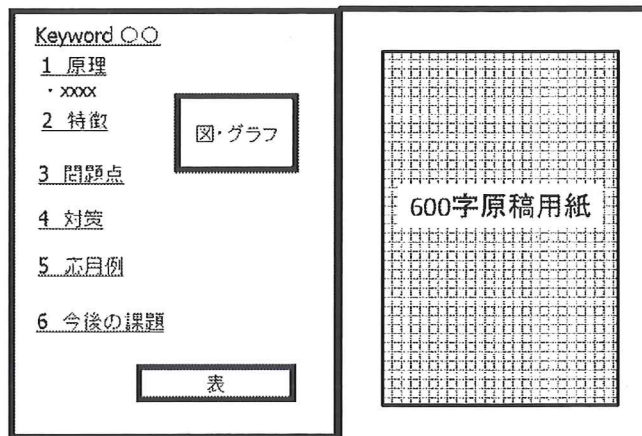 Keyword 〇〇
1 原理
・xxxx
2 特徴
図・グラフ
3 問題点
4 対策
5 応用例
6 今後の課題
表
600字原稿用紙